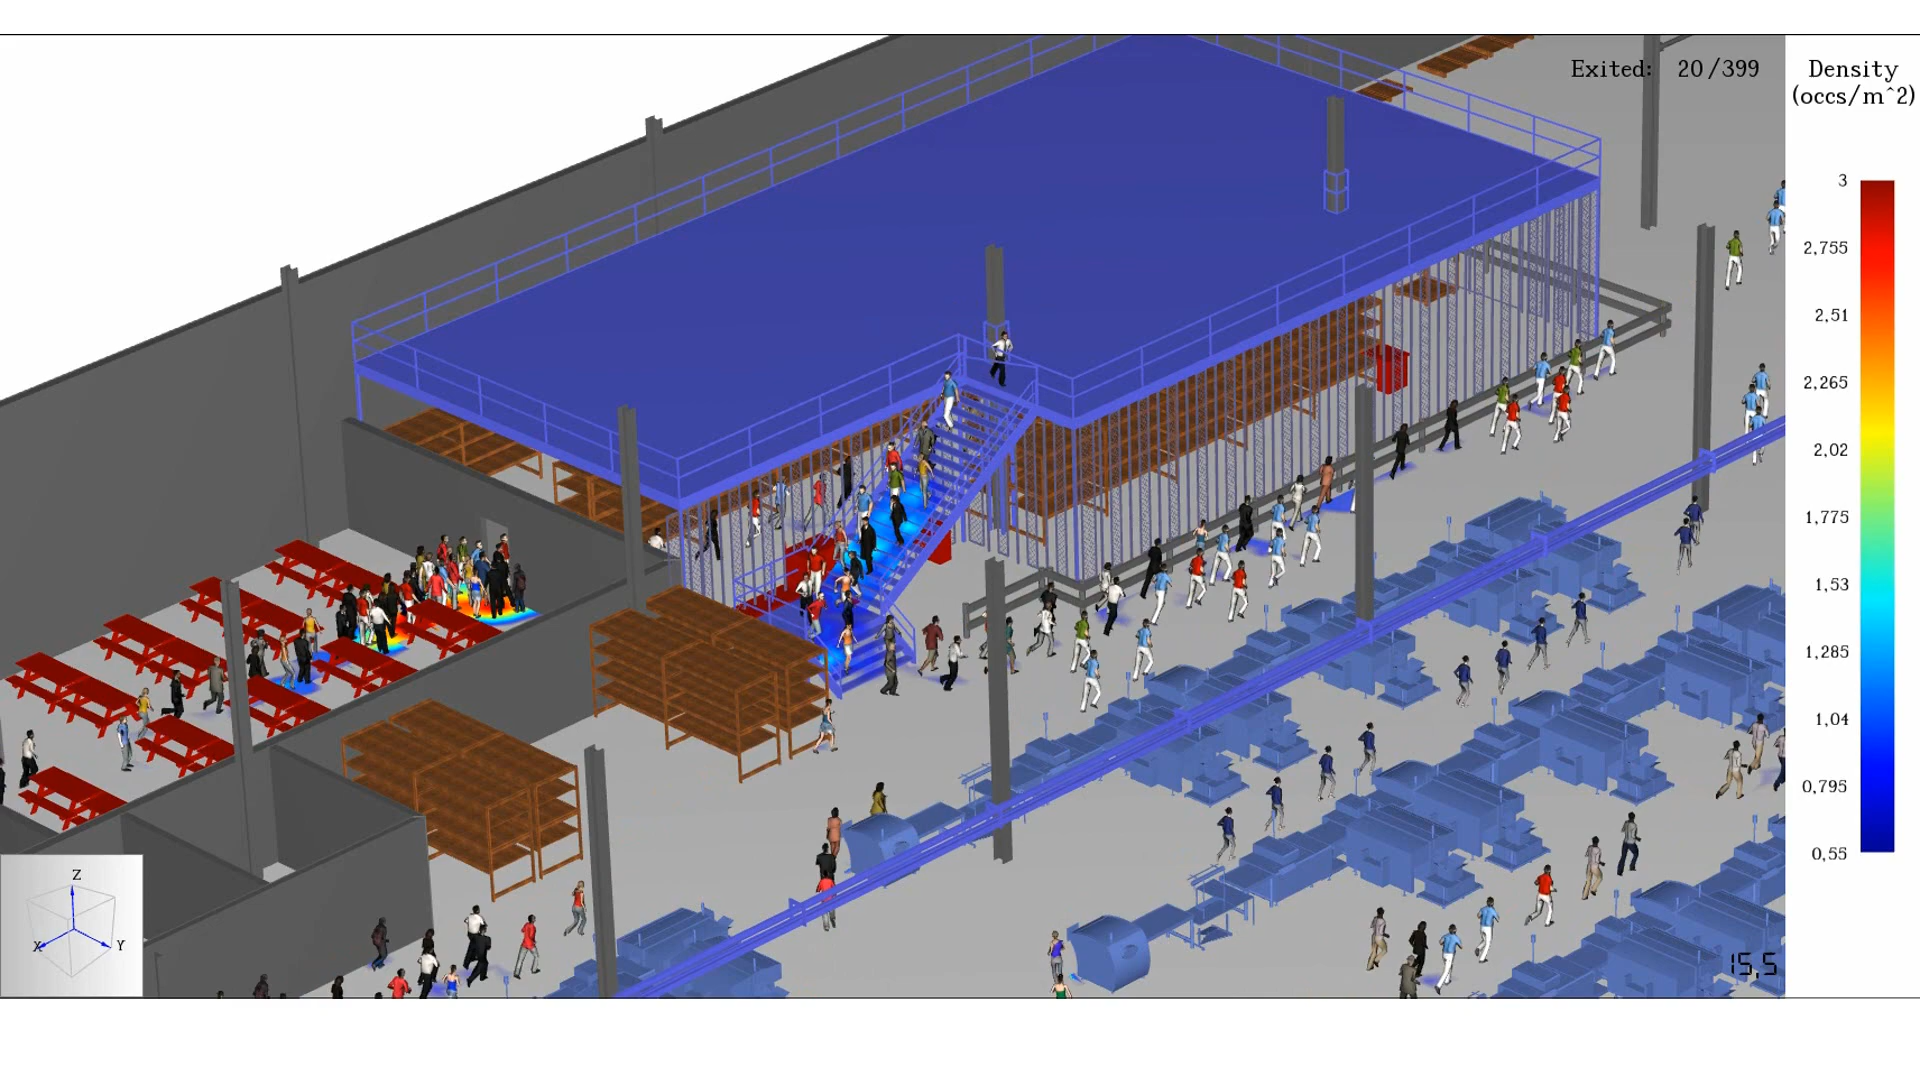 Exited: 20/399
Density
(occs/m^2)
3
2,755
2,51
2,265
2,02
1,775
1,53
1,285
1,04
0,795
0,55
Z
X
Y
15,5